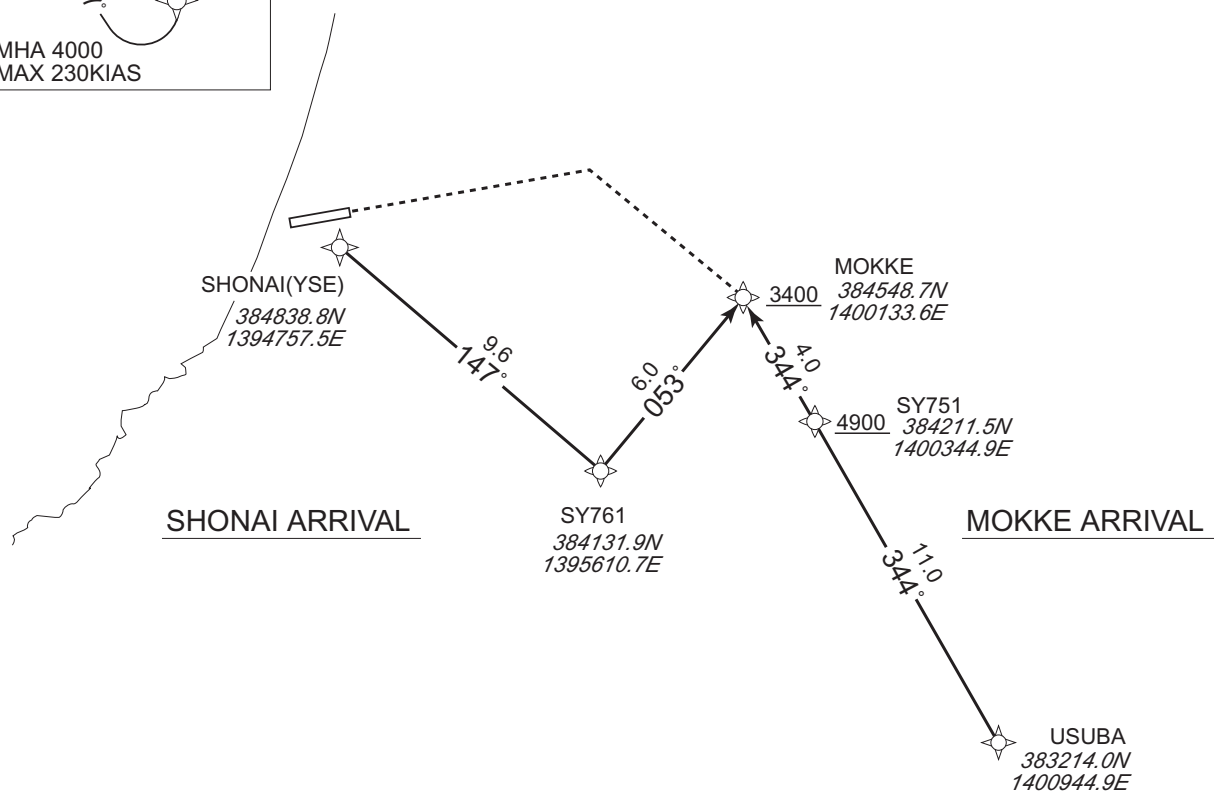 MHA 4000
MAX 230KIAS
SHONAI(YSE)
384838.8N
1394757.5E
9.6
147°
6.0
053°
3400
MOKKE
384548.7N
1400133.6E
4.0
344°
4900
SY751
384211.5N
1400344.9E
SHONAI ARRIVAL
SY761
384131.9N
1395610.7E
MOKKE ARRIVAL
11.0
344°
USUBA
383214.0N
1400944.9E